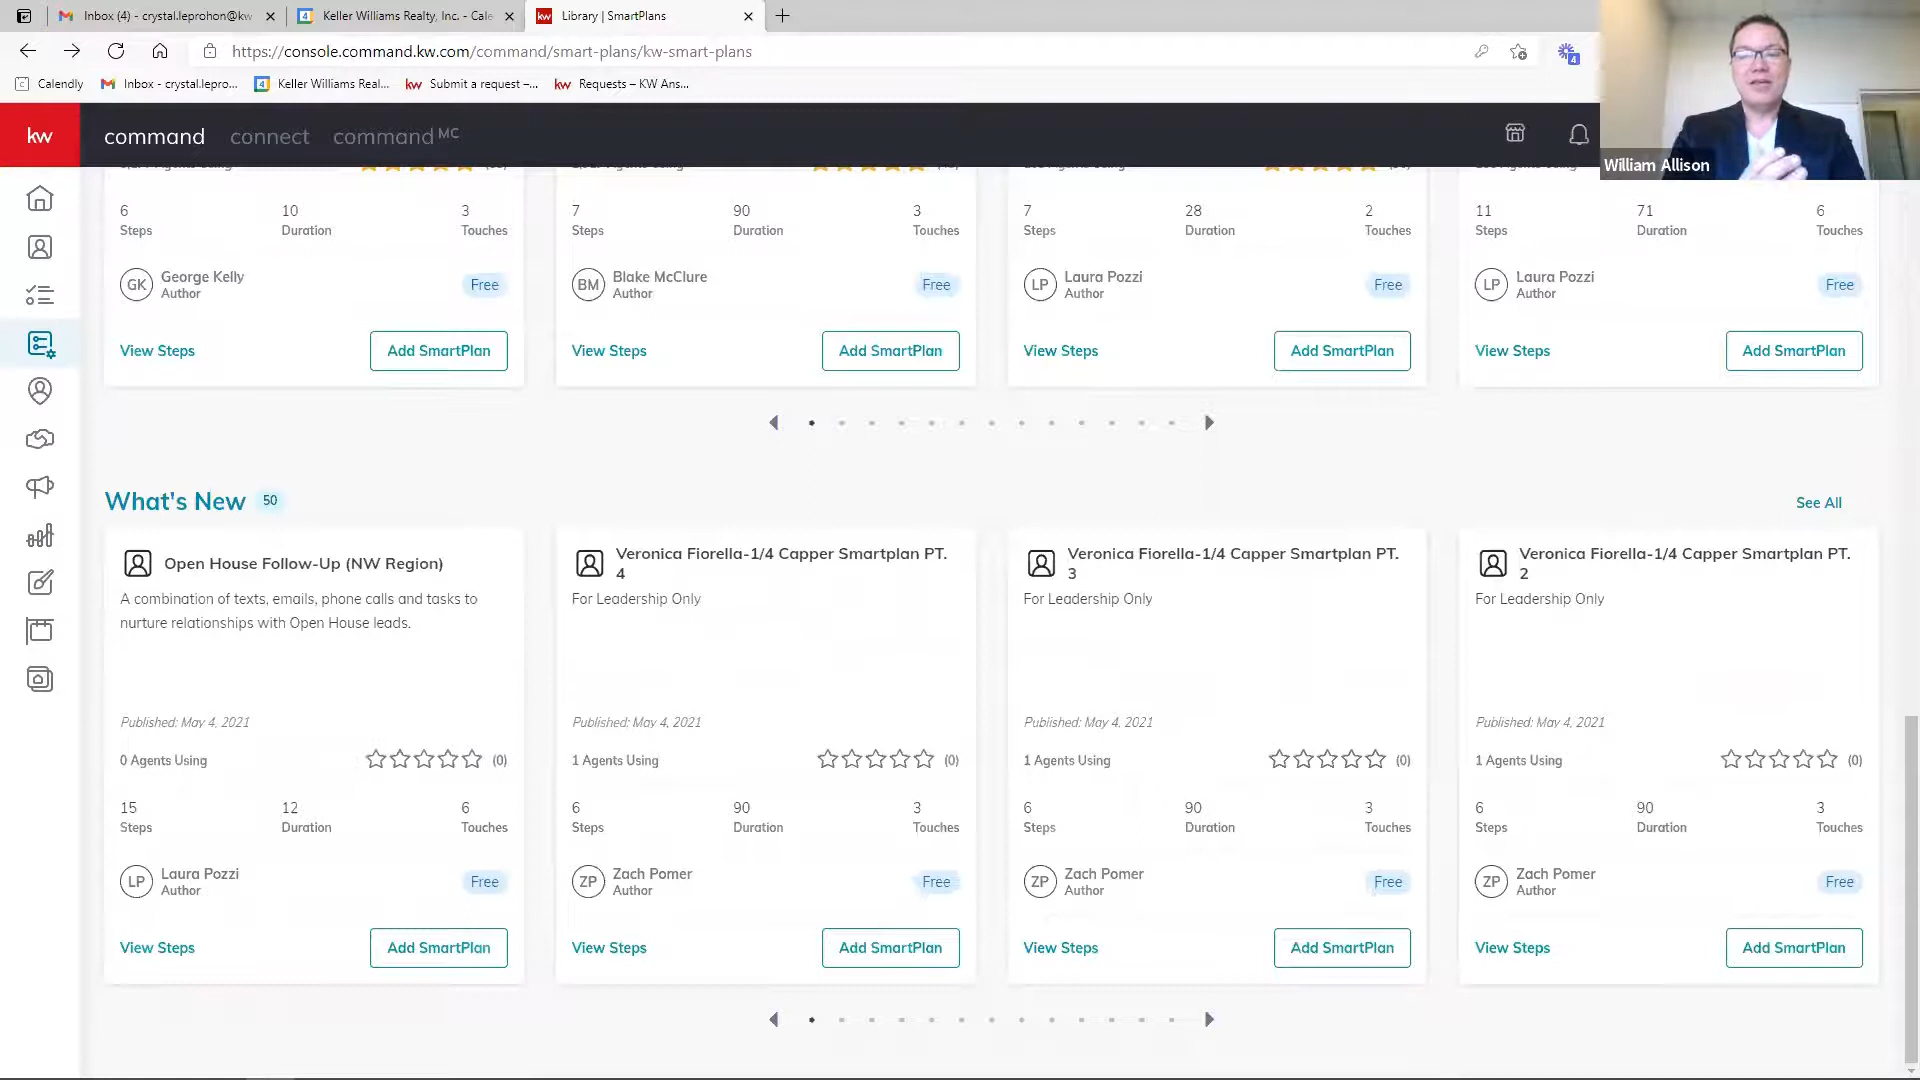 Inbox (4) - crystal.leprohon@kw
Keller Williams Realty, Inc. - Cale
Library | SmartPlans
https://console.command.kw.com/command/smart-plans/kw-smart-plans
4
Calendly
Inbox - crystal.lepro...
Keller Williams Real...
Submit a request –...
Requests – KW Ans...
kw
command connect command MC
William Allison
6 10 3
Steps Duration Touches
7 90 3
Steps Duration Touches
7 28 2
Steps Duration Touches
11 71 6
Steps Duration Touches
GK George Kelly
Author
Free
BM Blake McClure
Author
Free
LP Laura Pozzi
Author
Free
LP Laura Pozzi
Author
Free
View Steps Add SmartPlan
View Steps Add SmartPlan
View Steps Add SmartPlan
View Steps Add SmartPlan
What's New 50
See All
Open House Follow-Up (NW Region)
A combination of texts, emails, phone calls and tasks to
nurture relationships with Open House leads.
Published: May 4, 2021
0 Agents Using (0)
15 12 6
Steps Duration Touches
LP Laura Pozzi
Author
Free
View Steps Add SmartPlan
Veronica Fiorella-1/4 Capper Smartplan PT.
4
For Leadership Only
Published: May 4, 2021
1 Agents Using (0)
6 90 3
Steps Duration Touches
ZP Zach Pomer
Author
Free
View Steps Add SmartPlan
Veronica Fiorella-1/4 Capper Smartplan PT.
3
For Leadership Only
Published: May 4, 2021
1 Agents Using (0)
6 90 3
Steps Duration Touches
ZP Zach Pomer
Author
Free
View Steps Add SmartPlan
Veronica Fiorella-1/4 Capper Smartplan PT.
2
For Leadership Only
Published: May 4, 2021
1 Agents Using (0)
6 90 3
Steps Duration Touches
ZP Zach Pomer
Author
Free
View Steps Add SmartPlan